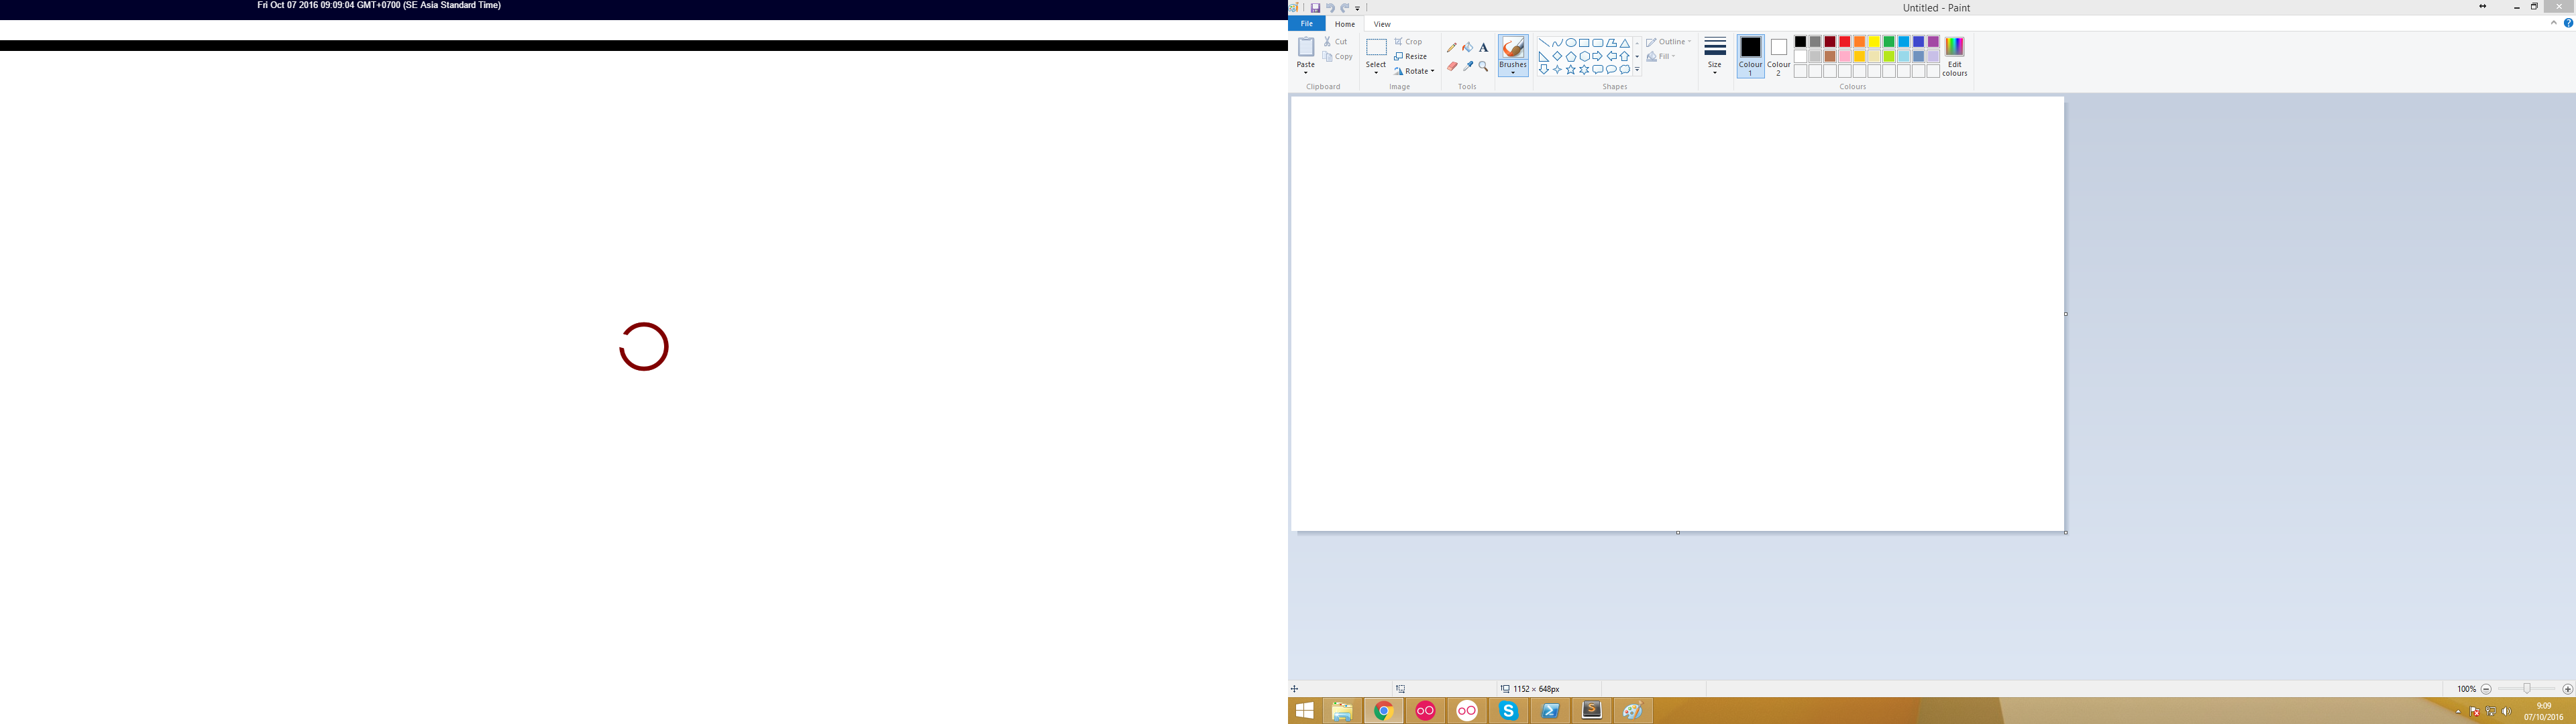 Fri Oct 07 2016 09:09:04 GMT+0700 (SE Asia Standard Time)
Untitled - Paint
File Home View
Paste
Cut
Copy
Clipboard
Select
Crop
Resize
Rotate
Image
A
Tools
Brushes
Shapes
Outline
Fill
Size
Colour 1
Colour 2
Edit colours
Colours
1152 × 648px
100%
9:09
07/10/2016